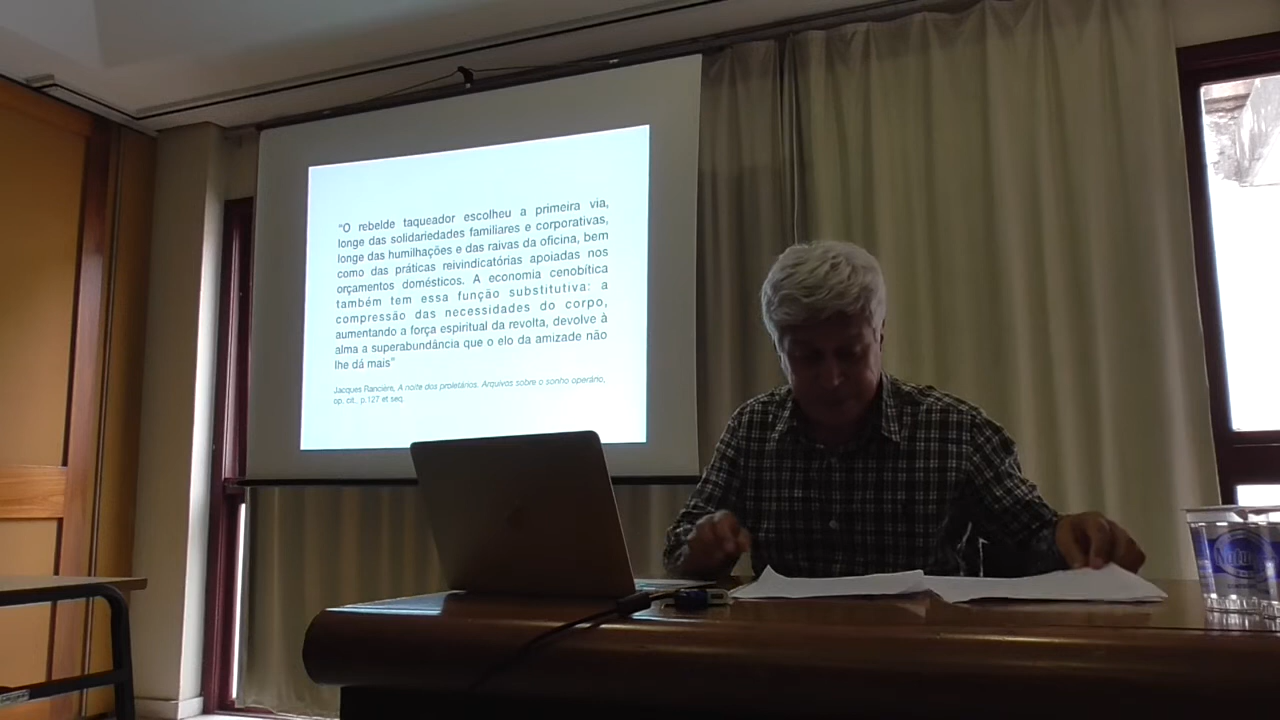 “O rebelde taqueador escolheu a primeira via,
longe das solidariedades familiares e corporativas,
longe das humilhações e das raivas da oficina, bem
como das práticas reivindicatórias apoiadas nos
orçamentos domésticos. A economia cenobítica
também tem essa função substitutiva: a
compressão das necessidades do corpo,
aumentando a força espiritual da revolta, devolve à
alma a superabundância que o elo da amizade não
lhe dá mais”
Jacques Rancière, A noite dos proletários. Arquivos sobre o sonho operário,
op. cit., p.127 et seq.